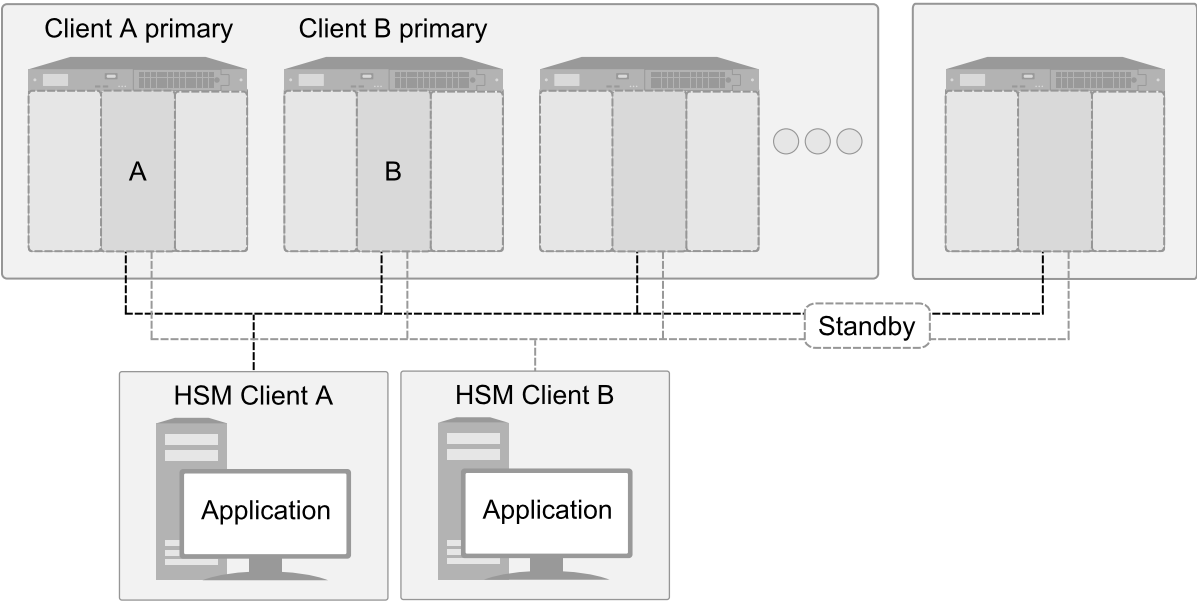 Client A primary
Client B primary
A
B
Standby
HSM Client A
HSM Client B
Application
Application